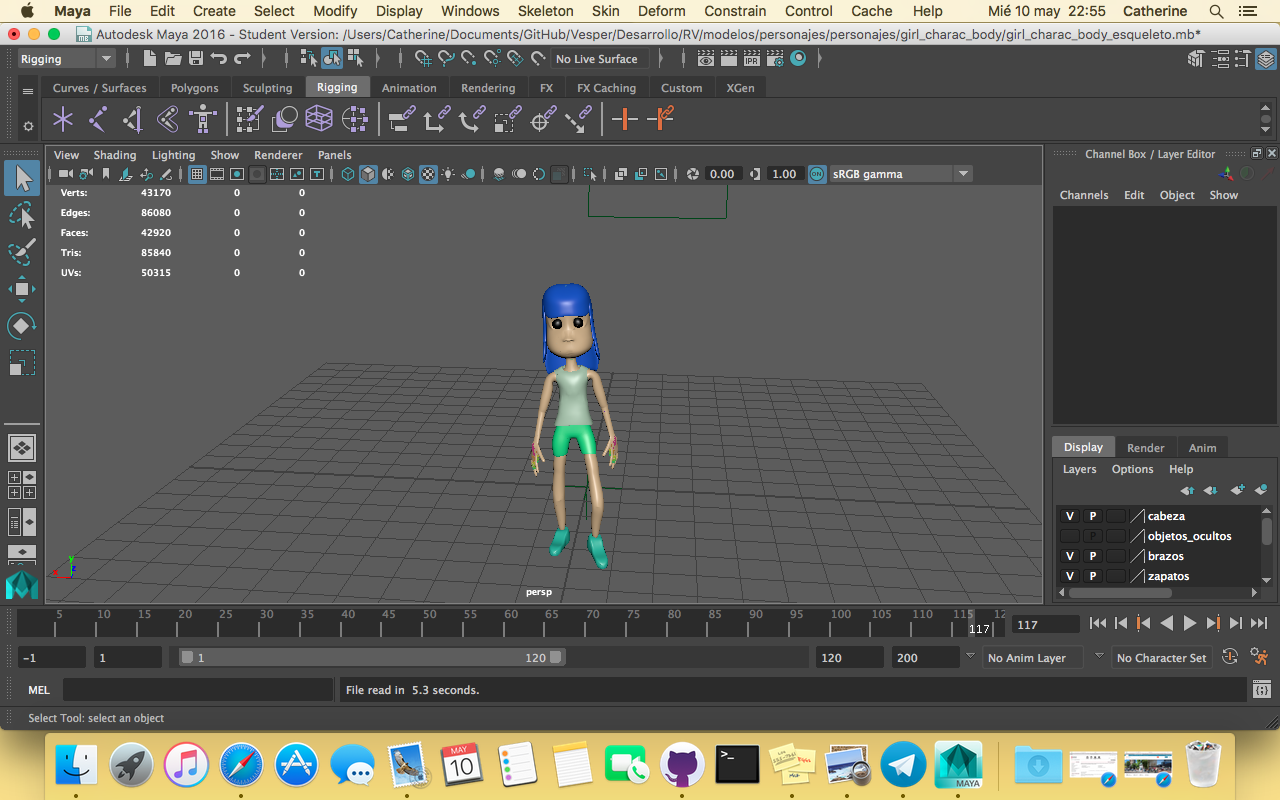 Maya File Edit Create Select Modify Display Windows Skeleton Skin Deform Constrain Control Cache Help Mié 10 may 22:55 Catherine
Autodesk Maya 2016 - Student Version: /Users/Catherine/Documents/GitHub/Vesper/Desarrollo/RV/modelos/personajes/personajes/girl_charac_body/girl_charac_body_esqueleto.mb*
Rigging No Live Surface IPR
Curves / Surfaces Polygons Sculpting Rigging Animation Rendering FX FX Caching Custom XGen
View Shading Lighting Show Renderer Panels
0.00 1.00 ON sRGB gamma
Channel Box / Layer Editor
Channels Edit Object Show
Verts: 43170 0 0
Edges: 86080 0 0
Faces: 42920 0 0
Tris: 85840 0 0
UVs: 50315 0 0
persp
y
z
x
Display Render Anim
Layers Options Help
V P cabeza
P objetos_ocultos
V P brazos
V P zapatos
5 10 15 20 25 30 35 40 45 50 55 60 65 70 75 80 85 90 95 100 105 110 115 12
117 117
-1 1 1 120 120 200 No Anim Layer No Character Set
MEL File read in 5.3 seconds.
Select Tool: select an object
MAY
10
MAYA